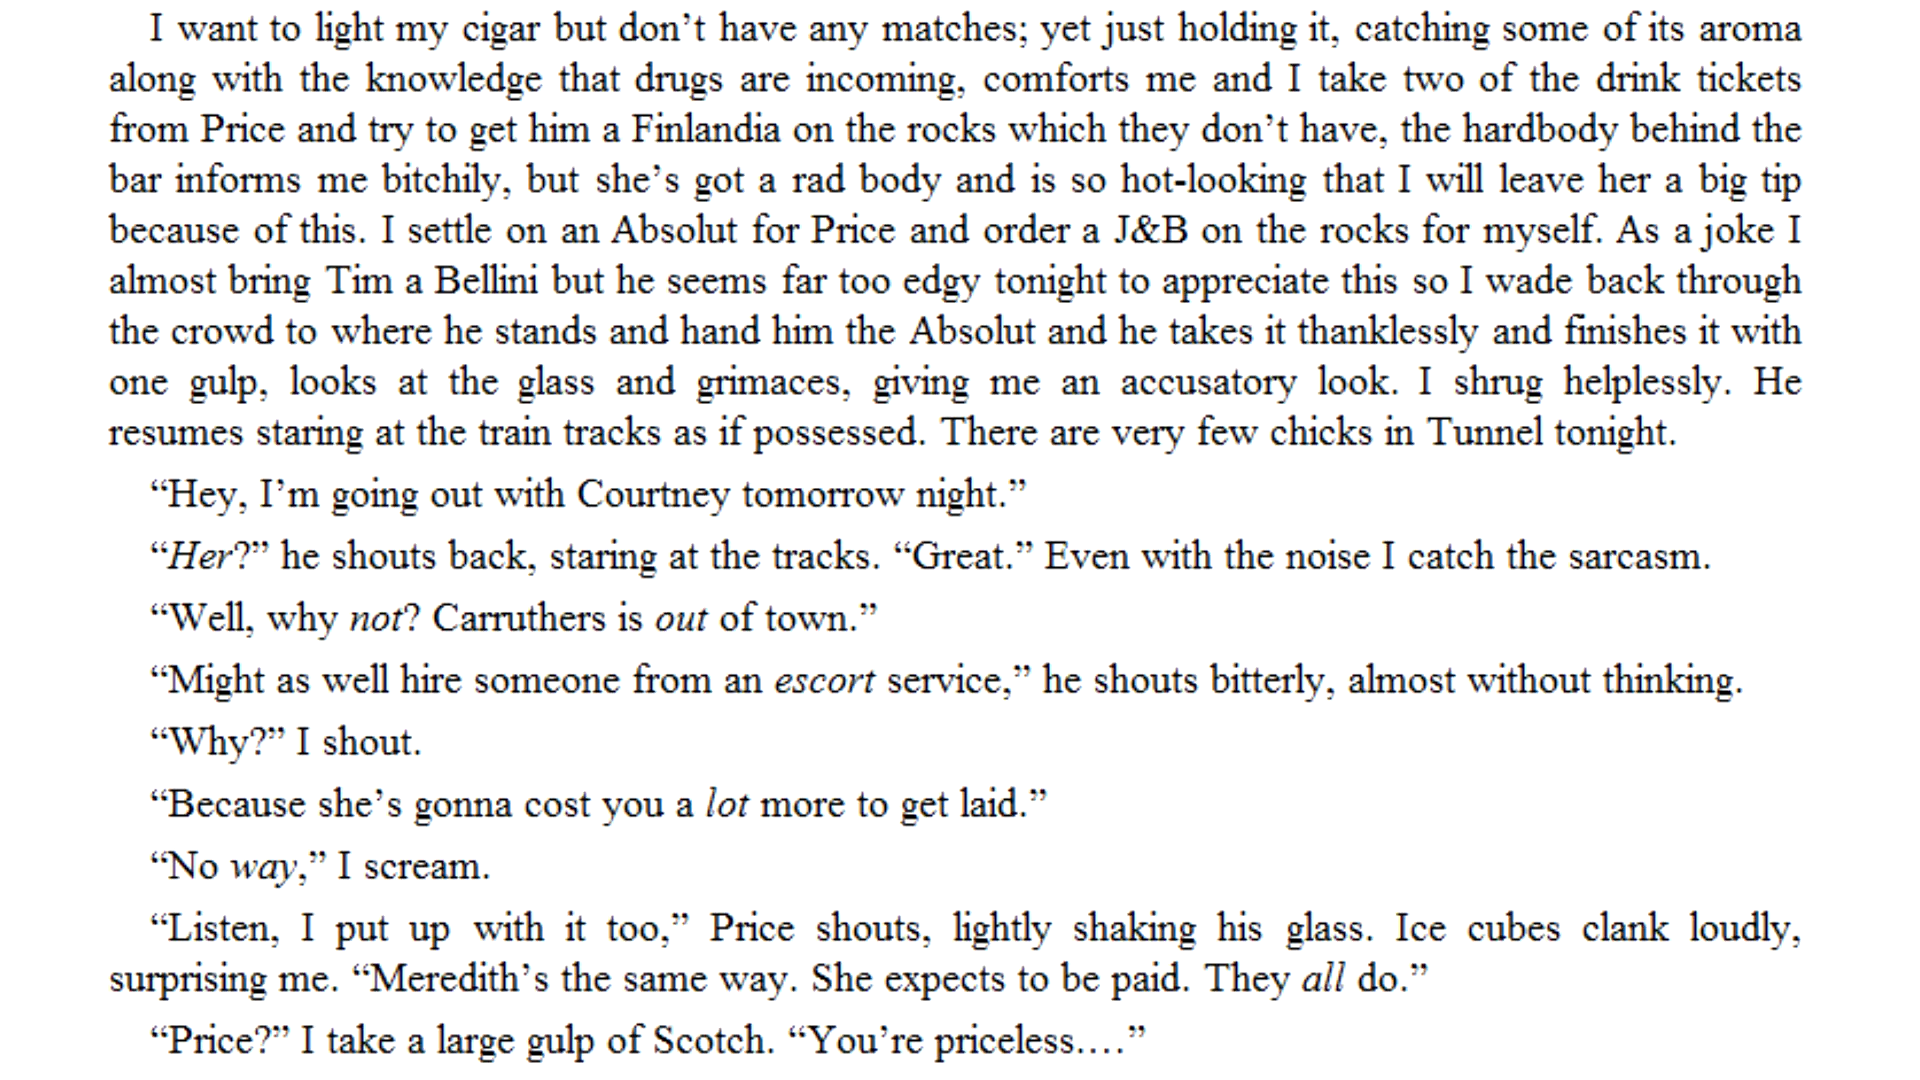 I want to light my cigar but don’t have any matches; yet just holding it, catching some of its aroma
along with the knowledge that drugs are incoming, comforts me and I take two of the drink tickets
from Price and try to get him a Finlandia on the rocks which they don’t have, the hardbody behind the
bar informs me bitchily, but she’s got a rad body and is so hot-looking that I will leave her a big tip
because of this. I settle on an Absolut for Price and order a J&B on the rocks for myself. As a joke I
almost bring Tim a Bellini but he seems far too edgy tonight to appreciate this so I wade back through
the crowd to where he stands and hand him the Absolut and he takes it thanklessly and finishes it with
one gulp, looks at the glass and grimaces, giving me an accusatory look. I shrug helplessly. He
resumes staring at the train tracks as if possessed. There are very few chicks in Tunnel tonight.
“Hey, I’m going out with Courtney tomorrow night.”
“Her?” he shouts back, staring at the tracks. “Great.” Even with the noise I catch the sarcasm.
“Well, why not? Carruthers is out of town.”
“Might as well hire someone from an escort service,” he shouts bitterly, almost without thinking.
“Why?” I shout.
“Because she’s gonna cost you a lot more to get laid.”
“No way,” I scream.
“Listen, I put up with it too,” Price shouts, lightly shaking his glass. Ice cubes clank loudly,
surprising me. “Meredith’s the same way. She expects to be paid. They all do.”
“Price?” I take a large gulp of Scotch. “You’re priceless.…”